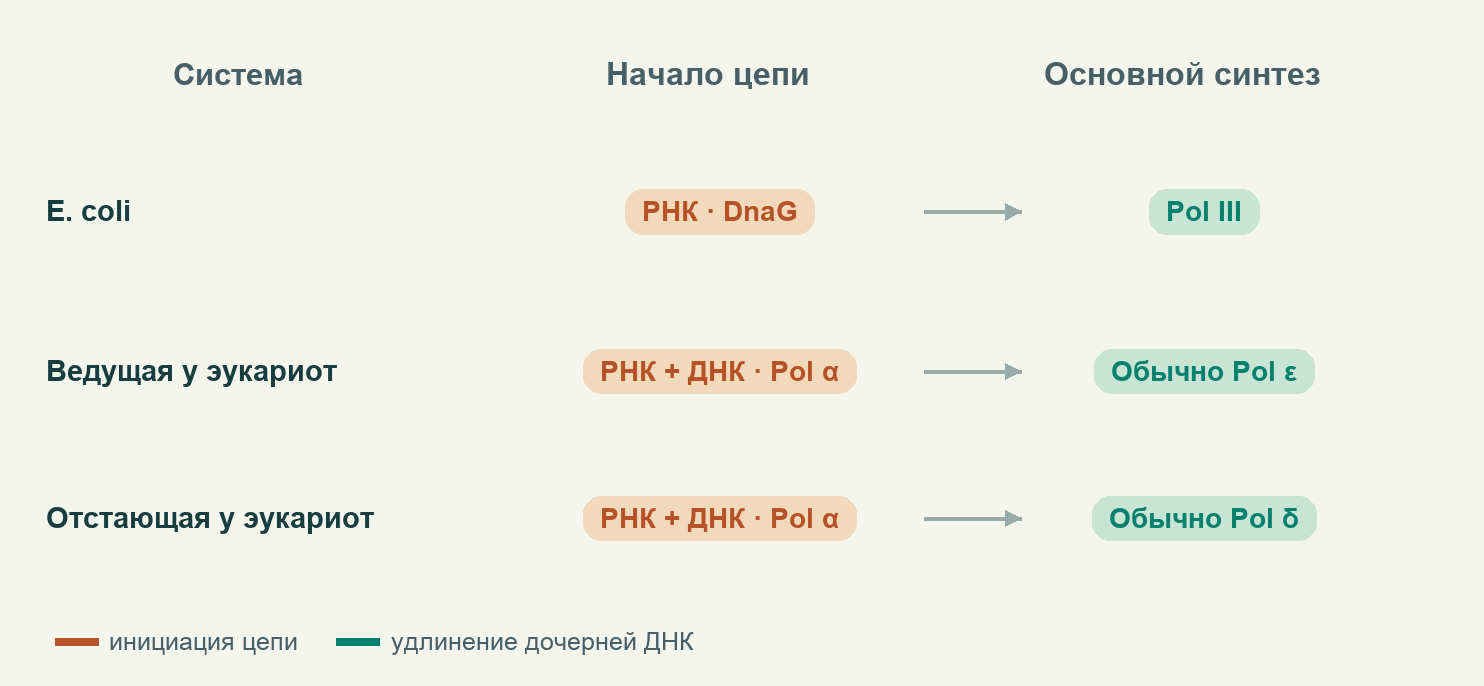 Система Начало цепи Основной синтез
E. coli РНК · DnaG Pol III
Ведущая у эукариот РНК + ДНК · Pol α Обычно Pol ε
Отстающая у эукариот РНК + ДНК · Pol α Обычно Pol δ
инициация цепи удлинение дочерней ДНК